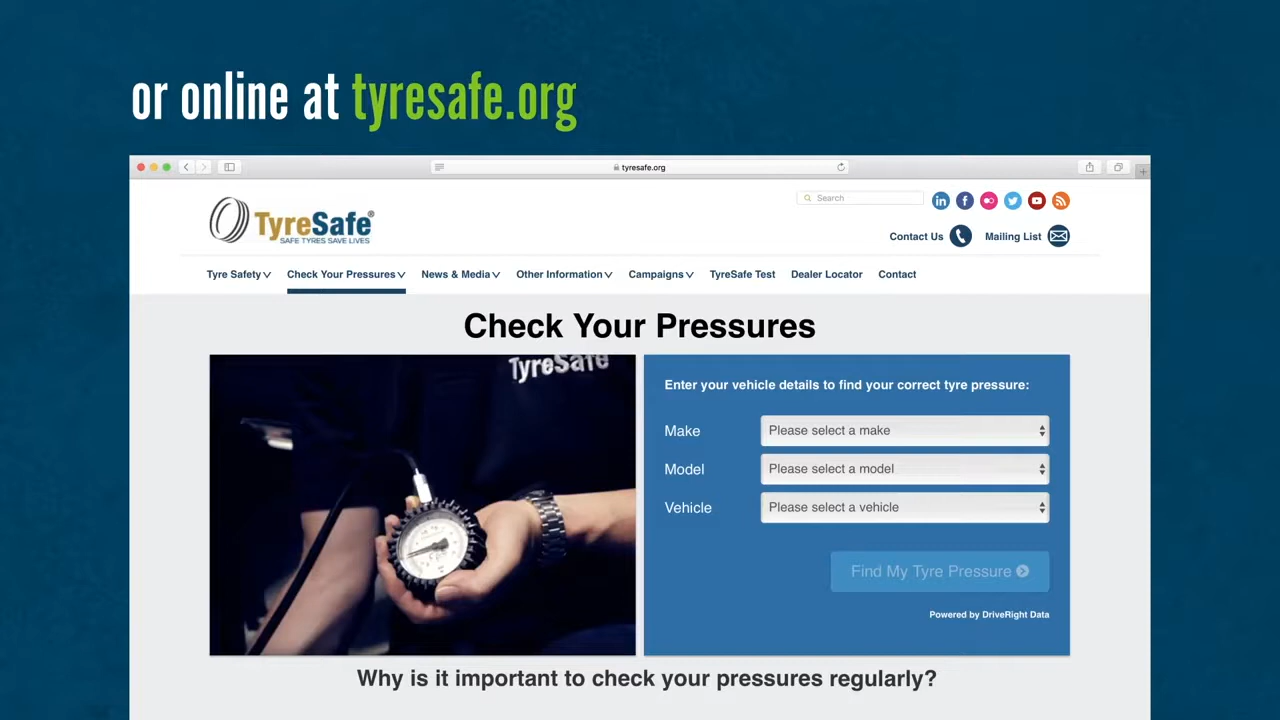 or online at tyresafe.org
tyresafe.org
TyreSafe®
SAFE TYRES SAVE LIVES
Search
Contact Us
Mailing List
Tyre Safety
Check Your Pressures
News & Media
Other Information
Campaigns
TyreSafe Test
Dealer Locator
Contact
Check Your Pressures
TyreSafe
Enter your vehicle details to find your correct tyre pressure:
Make
Please select a make
Model
Please select a model
Vehicle
Please select a vehicle
Find My Tyre Pressure
Powered by DriveRight Data
Why is it important to check your pressures regularly?